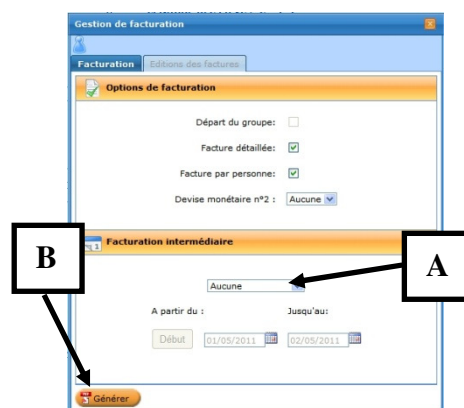 Gestion de facturation
Facturation Editions des factures
Options de facturation
Départ du groupe:
Facture détaillée:
Facture par personne:
Devise monétaire n°2 : Aucune
Facturation intermédiaire
B
A
Aucune
A partir du : Jusqu'au:
Début 01/05/2011 02/05/2011
Générer